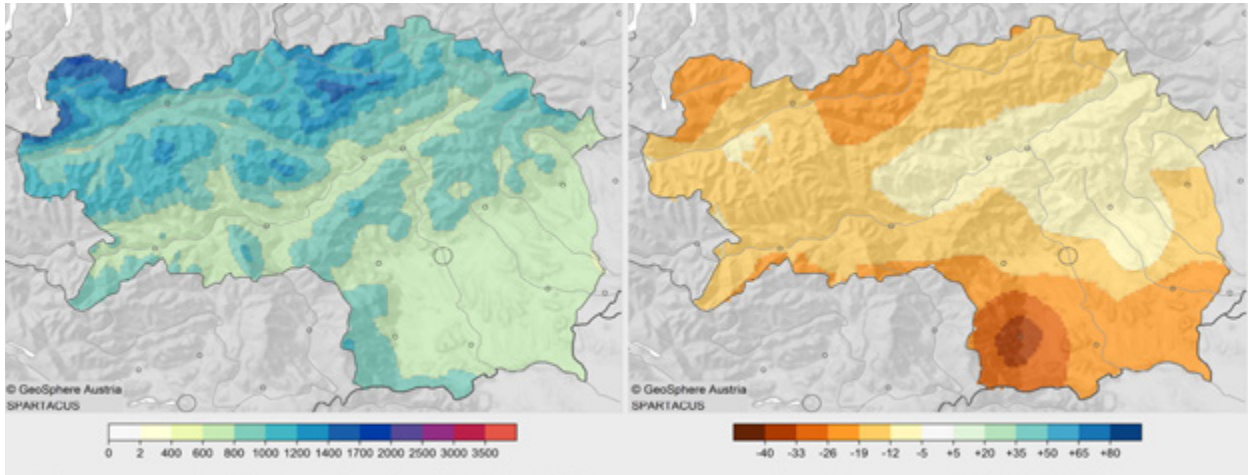 © GeoSphere Austria
SPARTACUS
0 2 400 600 800 1000 1200 1400 1700 2000 2500 3000 3500
© GeoSphere Austria
SPARTACUS
-40 -33 -26 -19 -12 -5 +5 +20 +35 +50 +65 +80